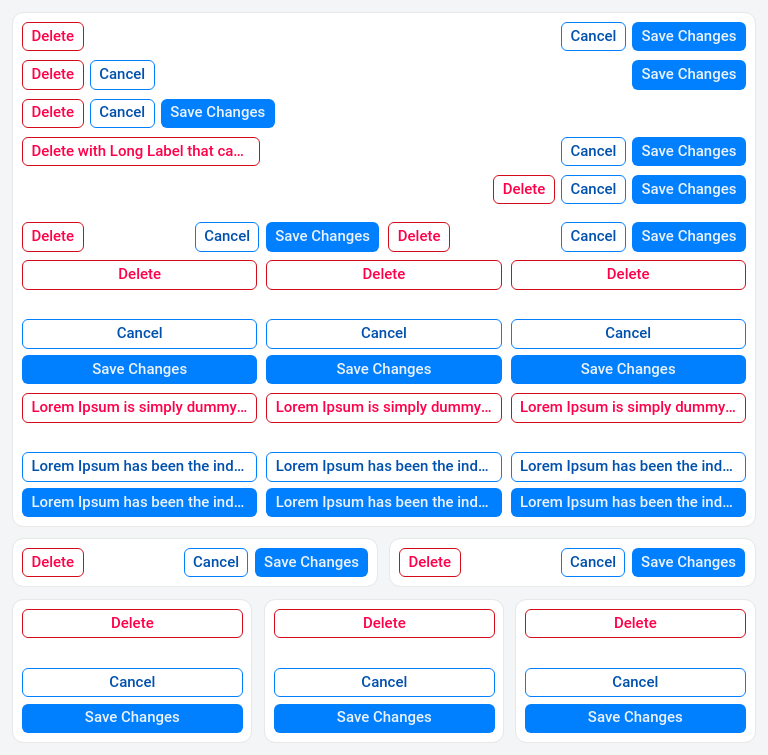 Delete Cancel Save Changes
Delete Cancel Save Changes
Delete Cancel Save Changes
Delete with Long Label that ca... Cancel Save Changes
Delete Cancel Save Changes
Delete Cancel Save Changes Delete Cancel Save Changes
Delete Delete Delete
Cancel Cancel Cancel
Save Changes Save Changes Save Changes
Lorem Ipsum is simply dummy... Lorem Ipsum is simply dummy... Lorem Ipsum is simply dummy...
Lorem Ipsum has been the ind... Lorem Ipsum has been the ind... Lorem Ipsum has been the ind...
Lorem Ipsum has been the ind... Lorem Ipsum has been the ind... Lorem Ipsum has been the ind...
Delete Cancel Save Changes Delete Cancel Save Changes
Delete Delete Delete
Cancel Cancel Cancel
Save Changes Save Changes Save Changes